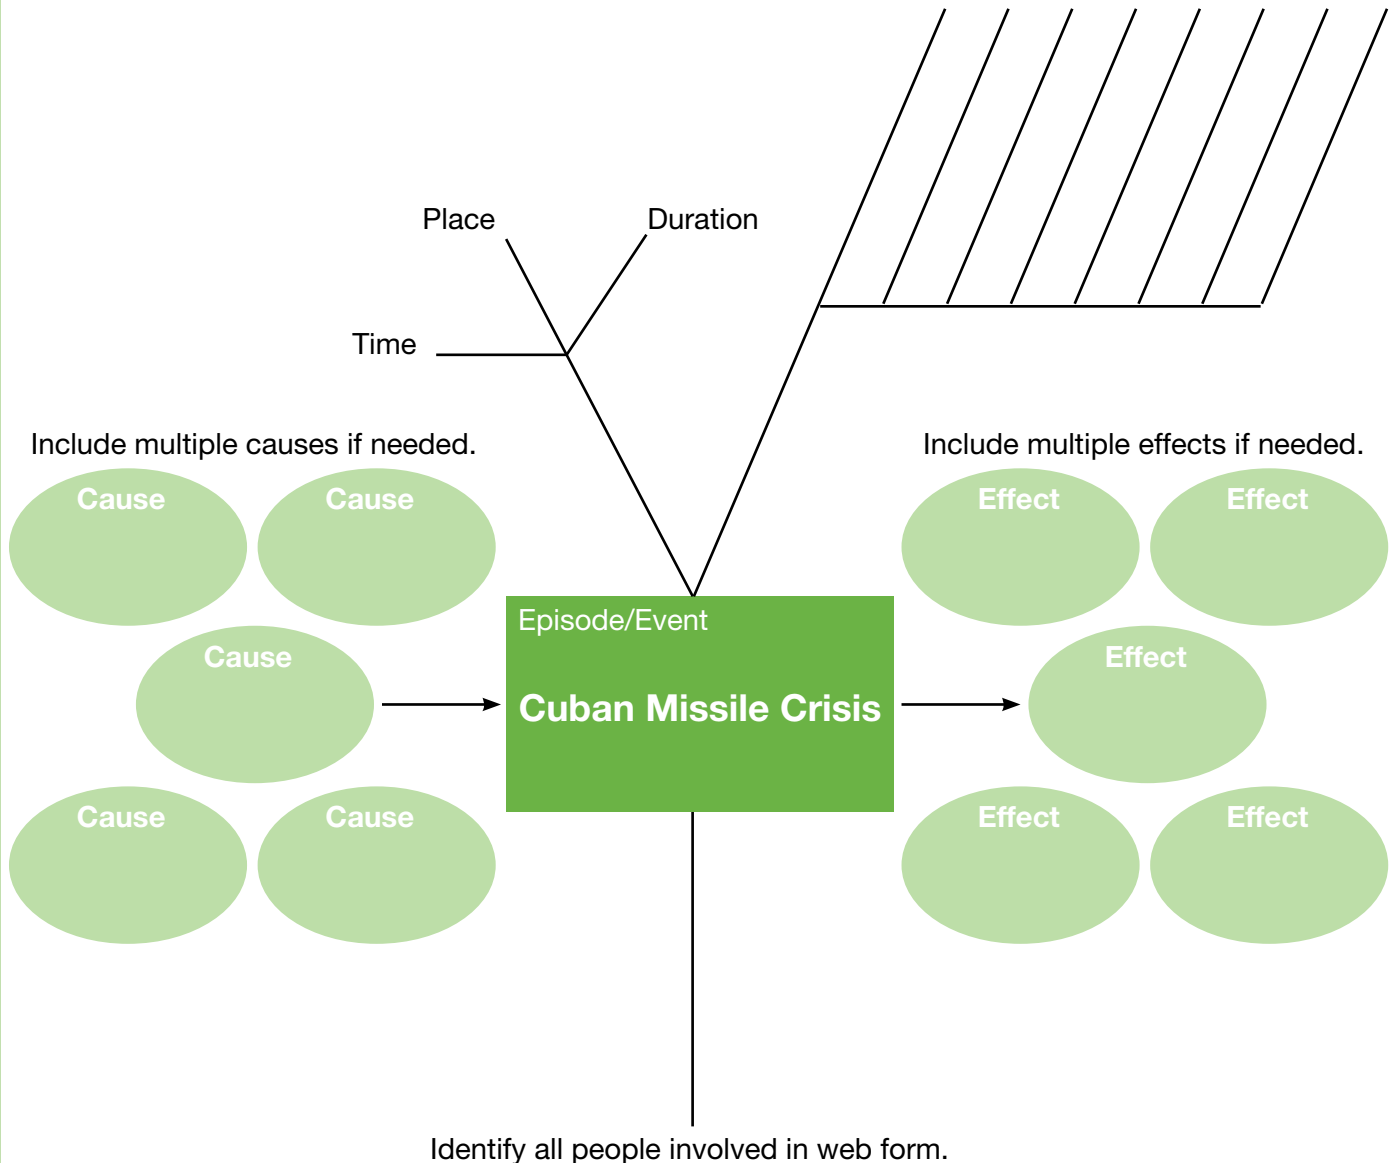 Place
Duration
Time
Include multiple causes if needed.
Include multiple effects if needed.
Cause
Cause
Effect
Effect
Episode/Event
Cause
Effect
Cuban Missile Crisis
Cause
Cause
Effect
Effect
Identify all people involved in web form.